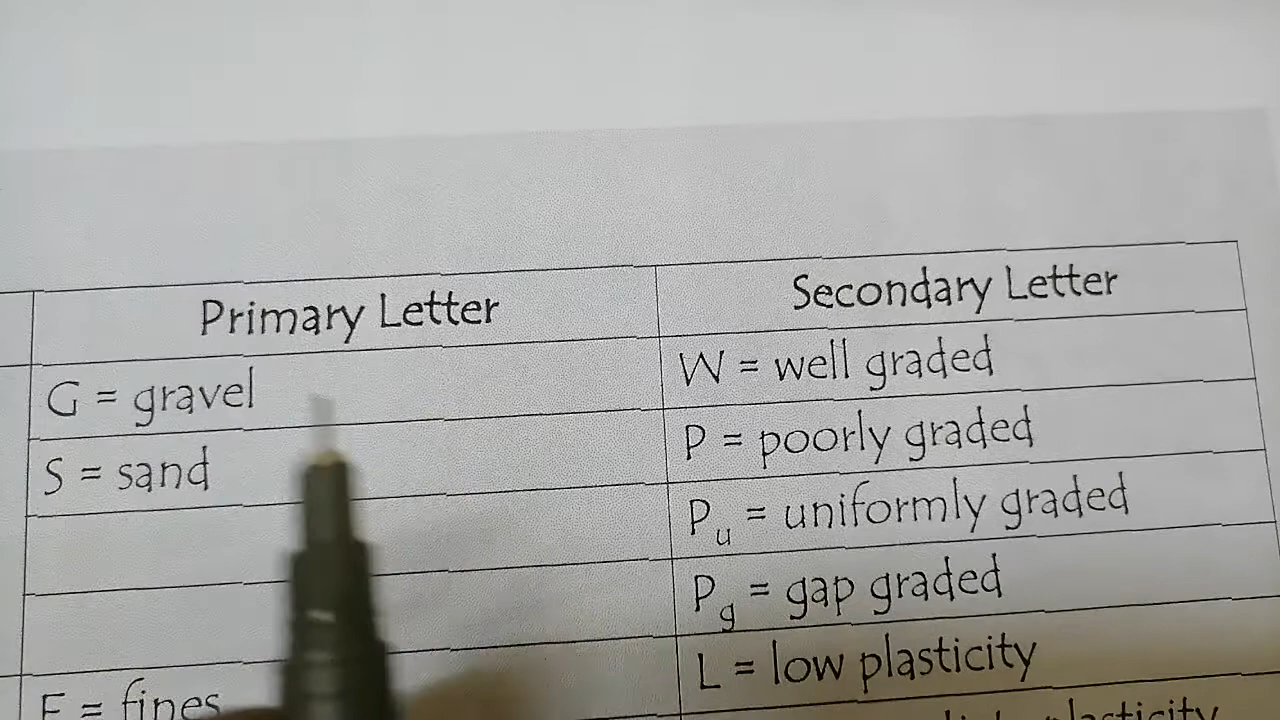 Primary Letter Secondary Letter
G = gravel W = well graded
S = sand P = poorly graded
Pu = uniformly graded
Pg = gap graded
F = fines L = low plasticity
plasticity